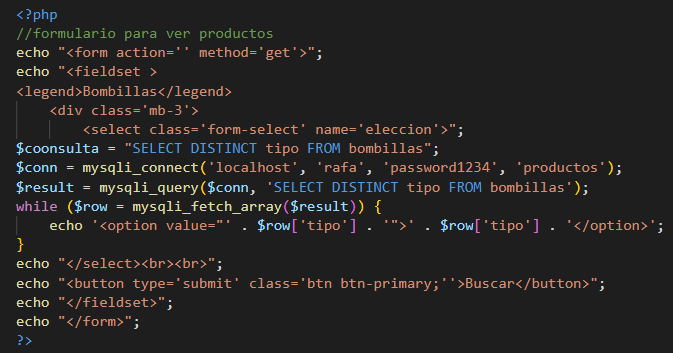 <?php
//formulario para ver productos
echo "<form action='' method='get'>";
echo "<fieldset >
<legend>Bombillas</legend>
    <div class='mb-3'>
        <select class='form-select' name='eleccion'>";
$coonsulta = "SELECT DISTINCT tipo FROM bombillas";
$conn = mysqli_connect('localhost', 'rafa', 'password1234', 'productos');
$result = mysqli_query($conn, 'SELECT DISTINCT tipo FROM bombillas');
while ($row = mysqli_fetch_array($result)) {
    echo '<option value="' . $row['tipo'] . '">' . $row['tipo'] . '</option>';
}
echo "</select><br><br>";
echo "<button type='submit' class='btn btn-primary;''>Buscar</button>";
echo "</fieldset>";
echo "</form>";
?>